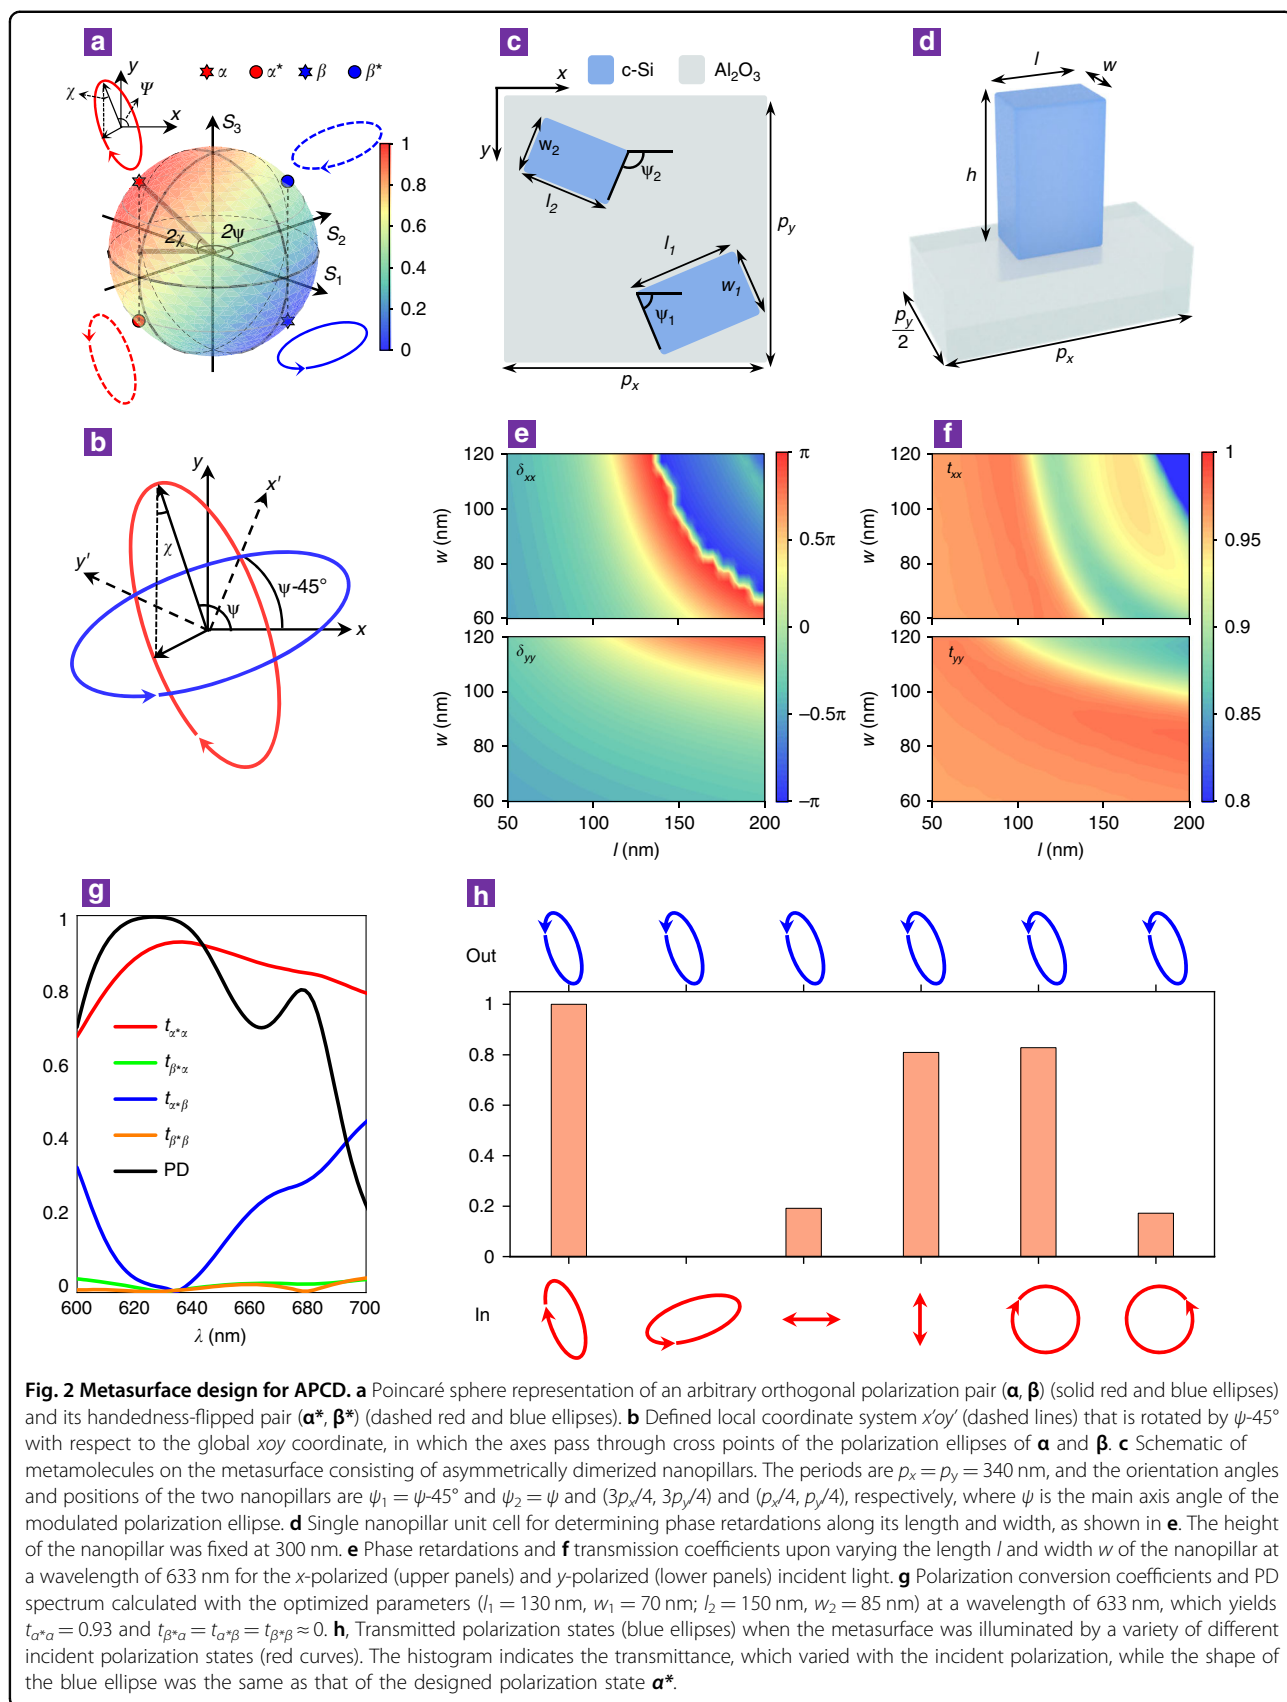 a
α α* β β*
y
χ Ψ
x
S3
1
0.8
0.6
0.4
0.2
0
2χ 2ψ
S2
S1
b
y
x'
y'
χ
ψ-45°
ψ
x
c
c-Si Al2O3
x
y
w2
ψ2
l2
py
l1
w1
ψ1
px
d
l
w
h
py/2
px
e
δxx
120
100
80
60
w (nm)
δyy
120
100
80
60
w (nm)
50 100 150 200
l (nm)
π
0.5π
0
−0.5π
−π
f
txx
120
100
80
60
w (nm)
tyy
120
100
80
60
w (nm)
50 100 150 200
l (nm)
1
0.95
0.9
0.85
0.8
g
1
0.8
0.6
0.4
0.2
0
tα*α
tβ*α
tα*β
tβ*β
PD
600 620 640 660 680 700
λ (nm)
h
Out
1
0.8
0.6
0.4
0.2
0
In
Fig. 2 Metasurface design for APCD. a Poincaré sphere representation of an arbitrary orthogonal polarization pair (α, β) (solid red and blue ellipses)
and its handedness-flipped pair (α*, β*) (dashed red and blue ellipses). b Defined local coordinate system x'oy' (dashed lines) that is rotated by ψ-45°
with respect to the global xoy coordinate, in which the axes pass through cross points of the polarization ellipses of α and β. c Schematic of
metamolecules on the metasurface consisting of asymmetrically dimerized nanopillars. The periods are px = py = 340 nm, and the orientation angles
and positions of the two nanopillars are ψ1 = ψ-45° and ψ2 = ψ and (3px/4, 3py/4) and (px/4, py/4), respectively, where ψ is the main axis angle of the
modulated polarization ellipse. d Single nanopillar unit cell for determining phase retardations along its length and width, as shown in e. The height
of the nanopillar was fixed at 300 nm. e Phase retardations and f transmission coefficients upon varying the length l and width w of the nanopillar at
a wavelength of 633 nm for the x-polarized (upper panels) and y-polarized (lower panels) incident light. g Polarization conversion coefficients and PD
spectrum calculated with the optimized parameters (l1 = 130 nm, w1 = 70 nm; l2 = 150 nm, w2 = 85 nm) at a wavelength of 633 nm, which yields
tα*α = 0.93 and tβ*α = tα*β = tβ*β ≈ 0. h, Transmitted polarization states (blue ellipses) when the metasurface was illuminated by a variety of different
incident polarization states (red curves). The histogram indicates the transmittance, which varied with the incident polarization, while the shape of
the blue ellipse was the same as that of the designed polarization state α*.